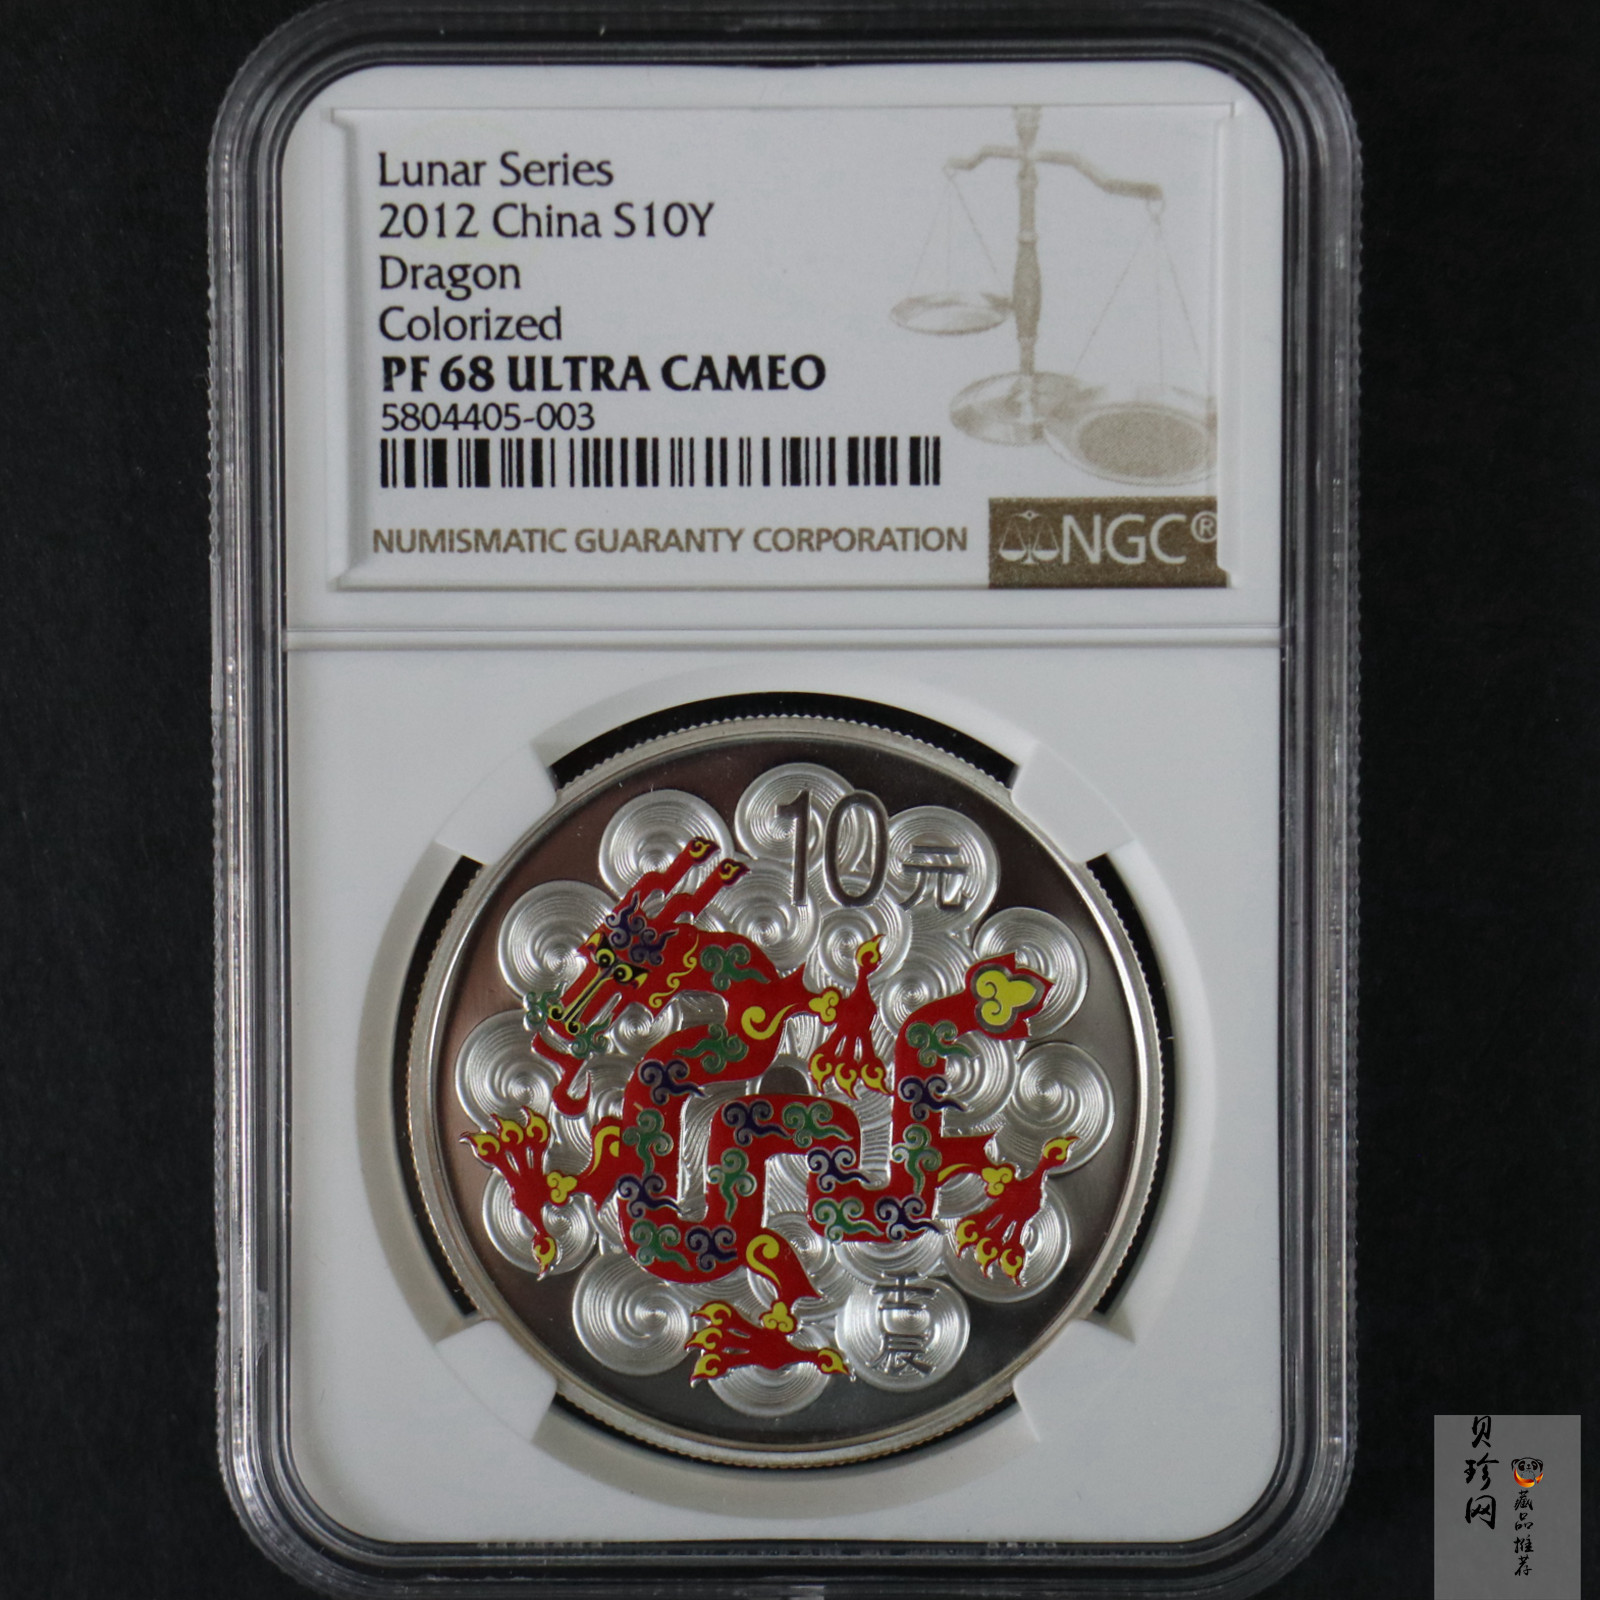 Lunar Series
2012 China S10Y
Dragon
Colorized
PF 68 ULTRA CAMEO
5804405-003
NUMISMATIC GUARANTY CORPORATION
NGC®
10元
壬辰
贝珍网
藏品推荐